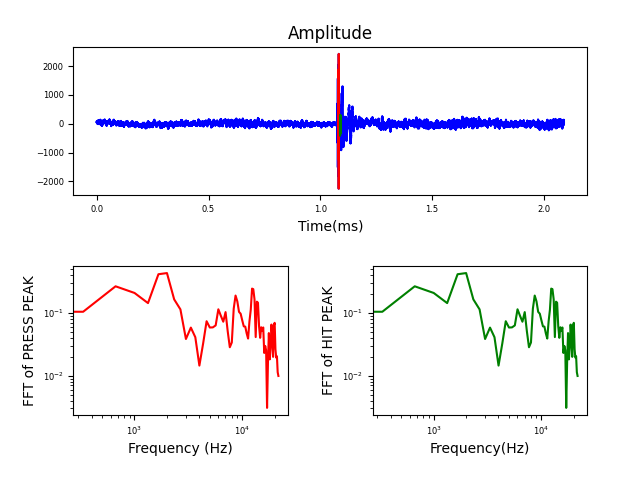 Amplitude
2000
1000
0
−1000
−2000
0.0 0.5 1.0 1.5 2.0
Time(ms)
FFT of PRESS PEAK
10⁻¹
10⁻²
10³ 10⁴
Frequency (Hz)
FFT of HIT PEAK
10⁻¹
10⁻²
10³ 10⁴
Frequency(Hz)